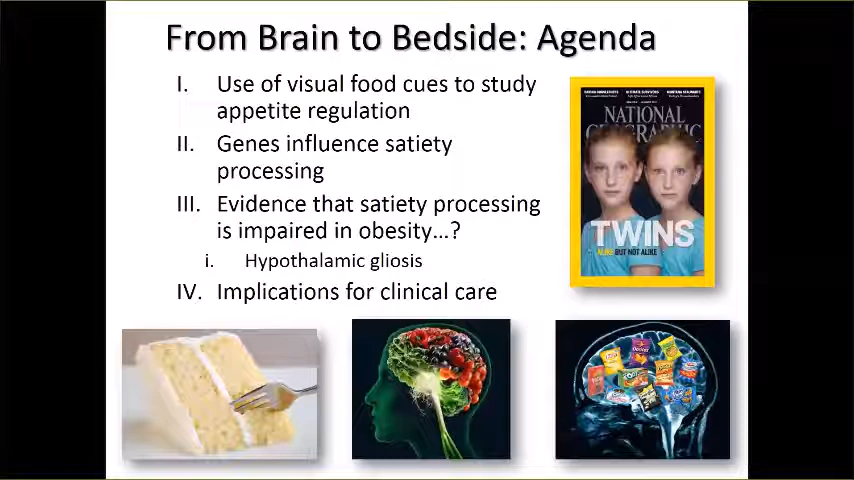 From Brain to Bedside: Agenda
I. Use of visual food cues to study
appetite regulation
II. Genes influence satiety
processing
III. Evidence that satiety processing
is impaired in obesity…?
i. Hypothalamic gliosis
IV. Implications for clinical care
NATIONAL
GEOGRAPHIC
TWINS
ALIKE BUT NOT ALIKE